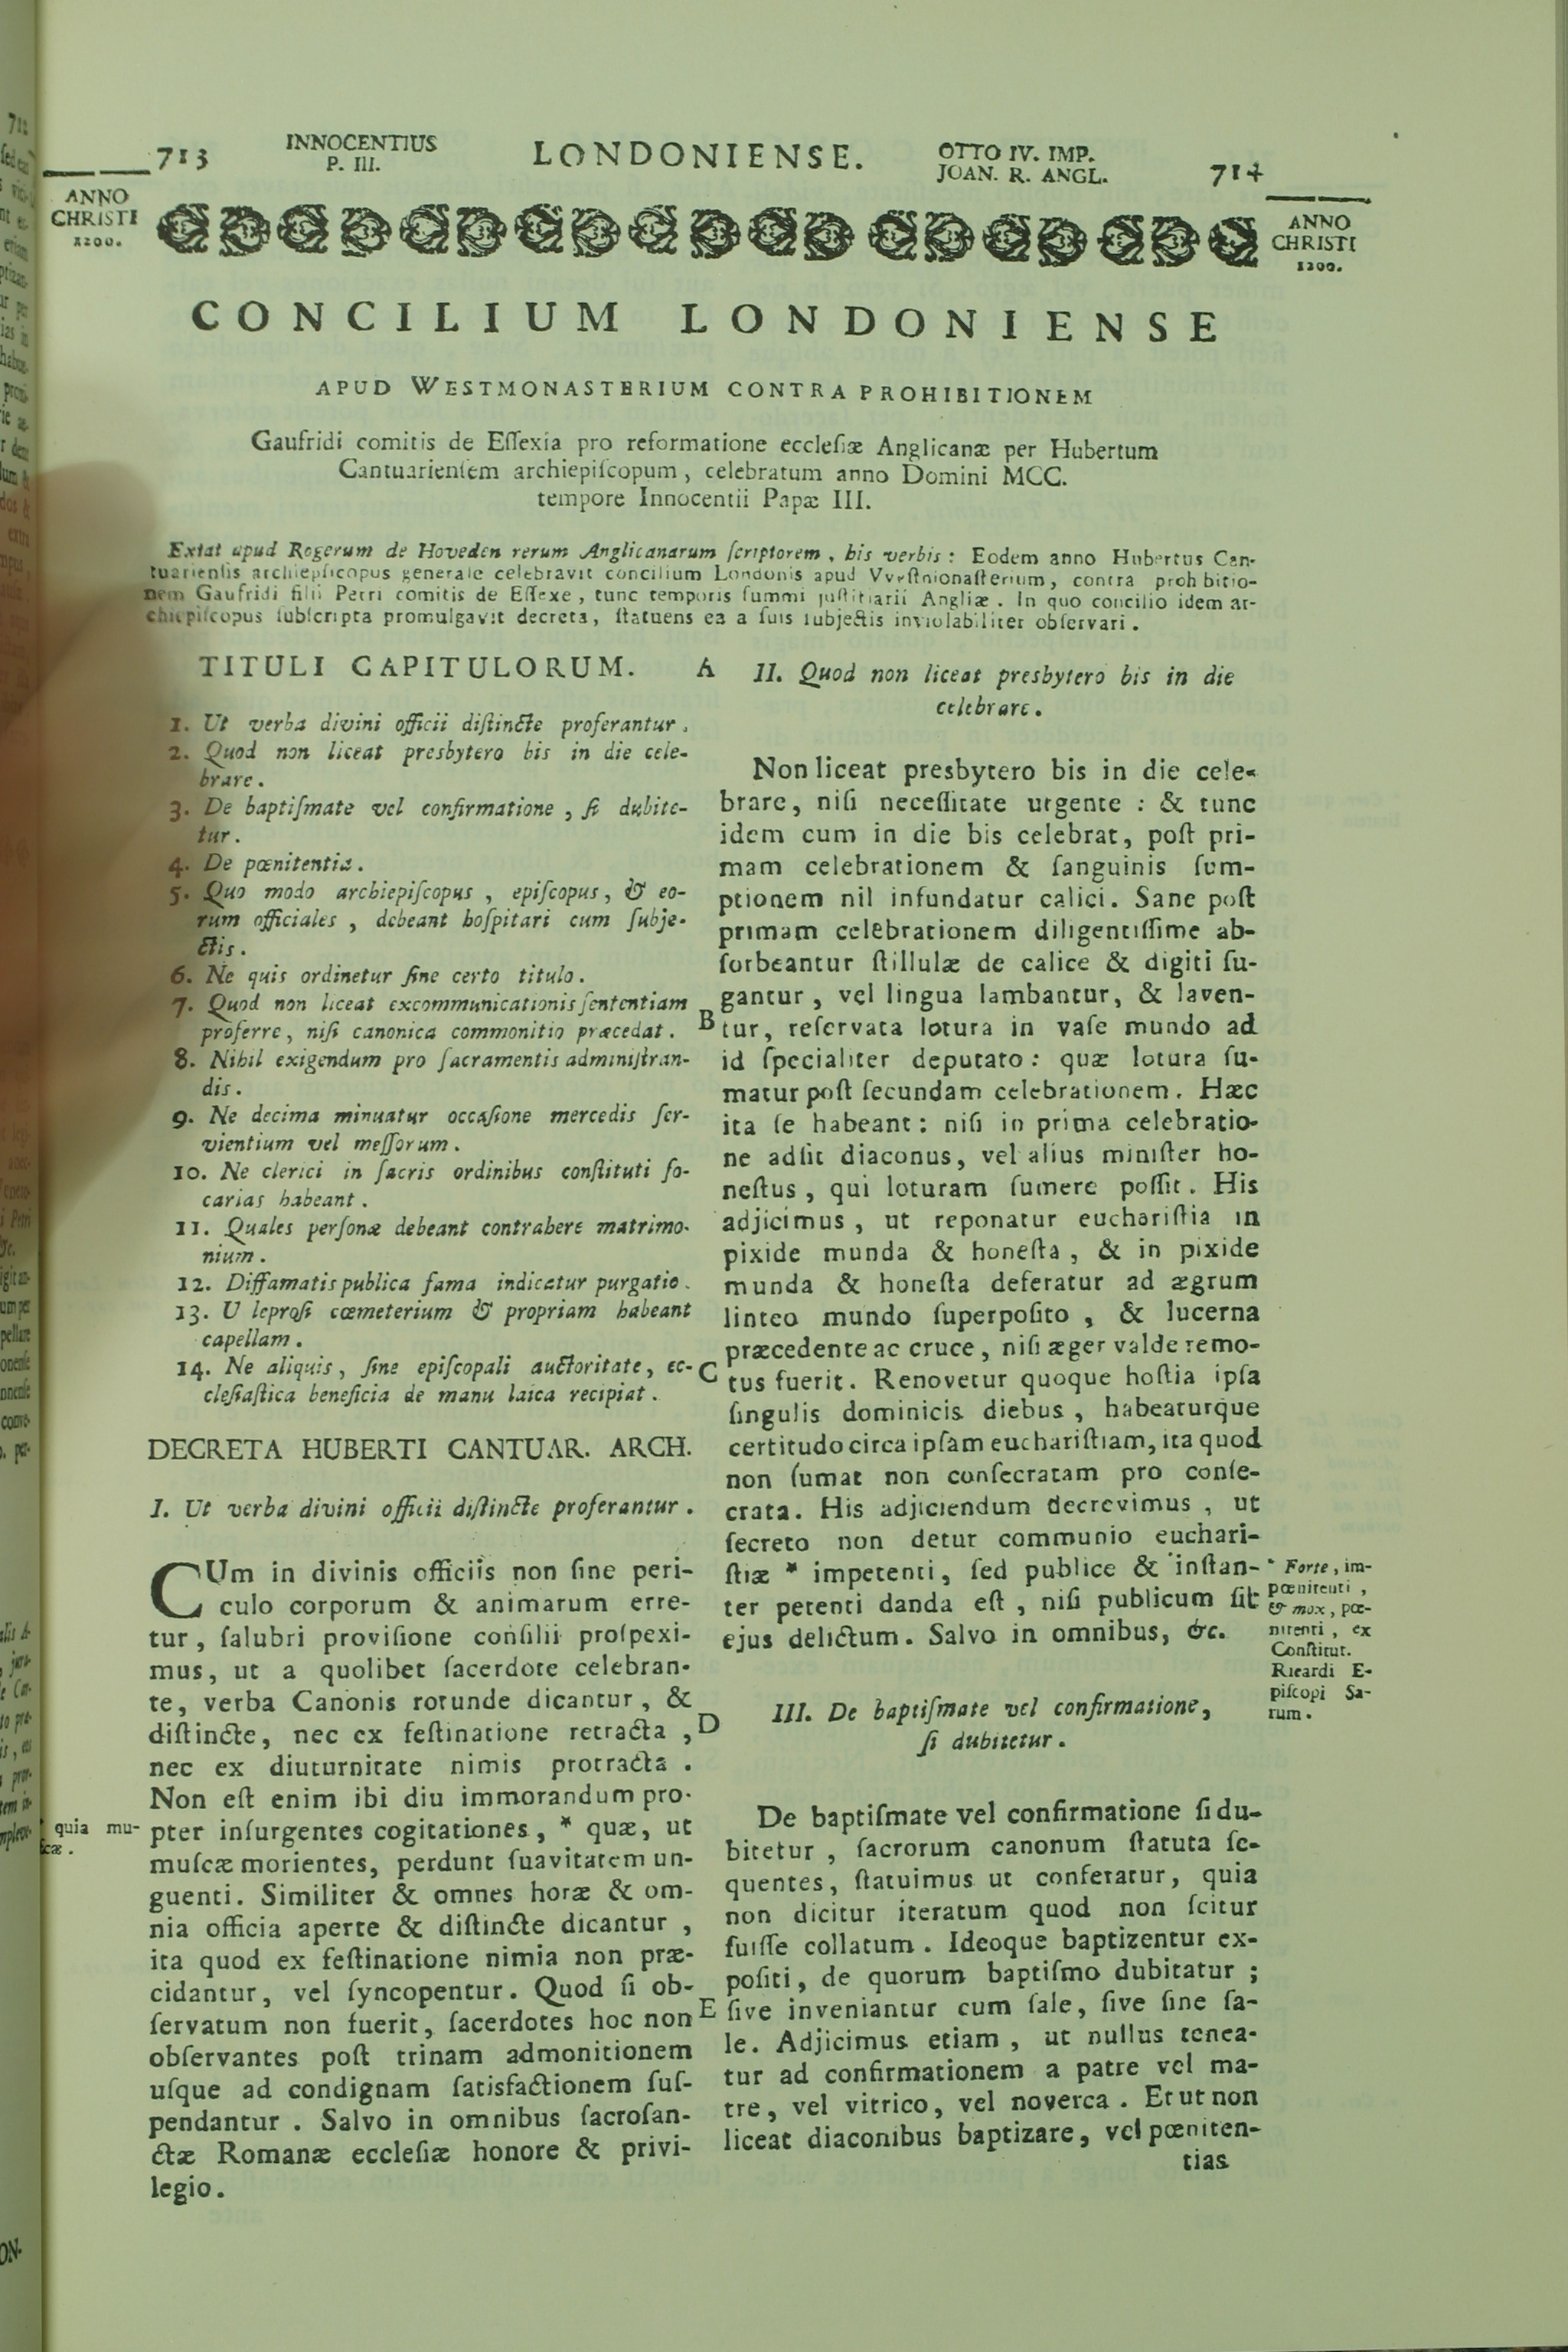 713 INNOCENTIUS P. III. LONDONIENSE. OTTO IV. IMP. JOAN. R. ANGL. 714
ANNO CHRISTI 1200.
ANNO CHRISTI 1200.
CONCILIUM LONDONIENSE
APUD WESTMONASTERIUM CONTRA PROHIBITIONEM
Gaufridi comitis de Eſſexia pro reformatione eccleſiæ Anglicanæ per Hubertum
Cantuarienſem archiepiſcopum, celebratum anno Domini MCC.
tempore Innocentii Papæ III.
Extat apud Rogerum de Hoveden rerum Anglicanarum ſcriptorem, his verbis: Eodem anno Hubertus Can-
tuarienſis archiepiſcopus generale celebravit concilium Londonis apud Vveſtmonaſterium, contra prohibitio-
nem Gaufridi filii Petri comitis de Eſſexe, tunc temporis ſummi juſtitiarii Angliæ. In quo concilio idem ar-
chiepiſcopus ſubſcripta promulgavit decreta, ſtatuens ea a ſuis ſubjectis inviolabiliter obſervari.
TITULI CAPITULORUM.
1. Ut verba divini officii diſtincte proferantur.
2. Quod non liceat presbytero bis in die cele-
brare.
3. De baptiſmate vel confirmatione, ſi dubite-
tur.
4. De pœnitentia.
5. Quo modo archiepiſcopus, epiſcopus, & eo-
rum officiales, debeant hoſpitari cum ſubje-
ctis.
6. Ne quis ordinetur ſine certo titulo.
7. Quod non liceat excommunicationis ſententiam
proferre, niſi canonica commonitio præcedat.
8. Nihil exigendum pro ſacramentis adminiſtran-
dis.
9. Ne decima minuatur occaſione mercedis ſer-
vientium vel meſſorum.
10. Ne clerici in ſacris ordinibus conſtituti fo-
carias habeant.
11. Quales perſonæ debeant contrahere matrimo-
nium.
12. Diffamatis publica fama indicatur purgatio.
13. U leproſi cœmeterium & propriam habeant
capellam.
14. Ne aliquis, ſine epiſcopali auctoritate, ec-
cleſiaſtica beneficia de manu laica recipiat.
DECRETA HUBERTI CANTUAR. ARCH.
I. Ut verba divini officii diſtincte proferantur.
CUm in divinis officiis non ſine peri-
culo corporum & animarum erre-
tur, ſalubri proviſione conſilii proſpexi-
mus, ut a quolibet ſacerdote celebran-
te, verba Canonis rotunde dicantur, &
diſtincte, nec ex feſtinatione retracta,
nec ex diuturnitate nimis protracta.
Non eſt enim ibi diu immorandum pro-
pter inſurgentes cogitationes, * quæ, ut
muſcæ morientes, perdunt ſuavitatem un-
guenti. Similiter & omnes horæ & om-
nia officia aperte & diſtincte dicantur,
ita quod ex feſtinatione nimia non præ-
cidantur, vel ſyncopentur. Quod ſi ob-
ſervatum non fuerit, ſacerdotes hoc non
obſervantes poſt trinam admonitionem
uſque ad condignam ſatisfactionem ſuſ-
pendantur. Salvo in omnibus ſacroſan-
ctæ Romanæ eccleſiæ honore & privi-
legio.
quia mu-
ſcæ.
A
B
C
D
E
II. Quod non liceat presbytero bis in die
celebrare.
Non liceat presbytero bis in die cele-
brare, niſi neceſſitate urgente: & tunc
idem cum in die bis celebrat, poſt pri-
mam celebrationem & ſanguinis ſum-
ptionem nil infundatur calici. Sane poſt
primam celebrationem diligentiſſime ab-
ſorbeantur ſtillulæ de calice & digiti ſu-
gantur, vel lingua lambantur, & laven-
tur, reſervata lotura in vaſe mundo ad
id ſpecialiter deputato: quæ lotura ſu-
matur poſt ſecundam celebrationem. Hæc
ita ſe habeant: niſi in prima celebratio-
ne adſit diaconus, vel alius miniſter ho-
neſtus, qui loturam ſumere poſſit. His
adjicimus, ut reponatur euchariſtia in
pixide munda & honeſta, & in pixide
munda & honeſta deferatur ad ægrum
linteo mundo ſuperpoſito, & lucerna
præcedente ac cruce, niſi æger valde remo-
tus fuerit. Renovetur quoque hoſtia ipſa
ſingulis dominicis diebus, habeaturque
certitudo circa ipſam euchariſtiam, ita quod
non ſumat non conſecratam pro conſe-
crata. His adjiciendum decrevimus, ut
ſecreto non detur communio euchari-
ſtiæ * impetenti, ſed publice & inſtan-
ter petenti danda eſt, niſi publicum ſit
ejus delictum. Salvo in omnibus, &c.
* Forte, im-
pœnitenti,
& mox, pœ-
nitenti, ex
Conſtitut.
Ricardi E-
piſcopi Sa-
rum.
III. De baptiſmate vel confirmatione,
ſi dubitetur.
De baptiſmate vel confirmatione ſi du-
bitetur, ſacrorum canonum ſtatuta ſe-
quentes, ſtatuimus ut conferatur, quia
non dicitur iteratum quod non ſcitur
fuiſſe collatum. Ideoque baptizentur ex-
poſiti, de quorum baptiſmo dubitatur;
ſive inveniantur cum ſale, ſive ſine ſa-
le. Adjicimus etiam, ut nullus tenea-
tur ad confirmationem a patre vel ma-
tre, vel vitrico, vel noverca. Et ut non
liceat diaconibus baptizare, vel pœniten-
tias